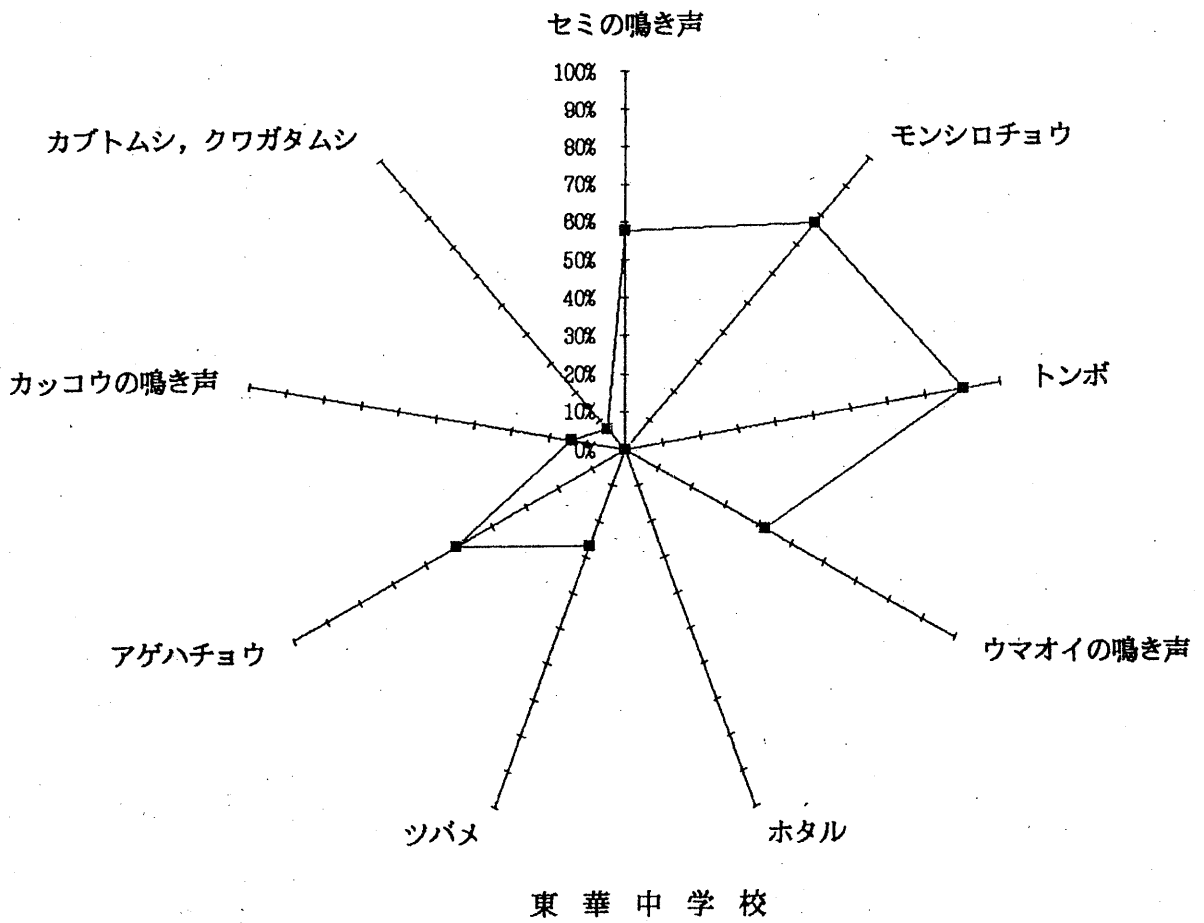 セミの鳴き声
100%
90%
80%
70%
60%
50%
40%
30%
20%
10%
0%
モンシロチョウ
トンボ
ウマオイの鳴き声
ホタル
ツバメ
アゲハチョウ
カッコウの鳴き声
カブトムシ，クワガタムシ
東華中学校